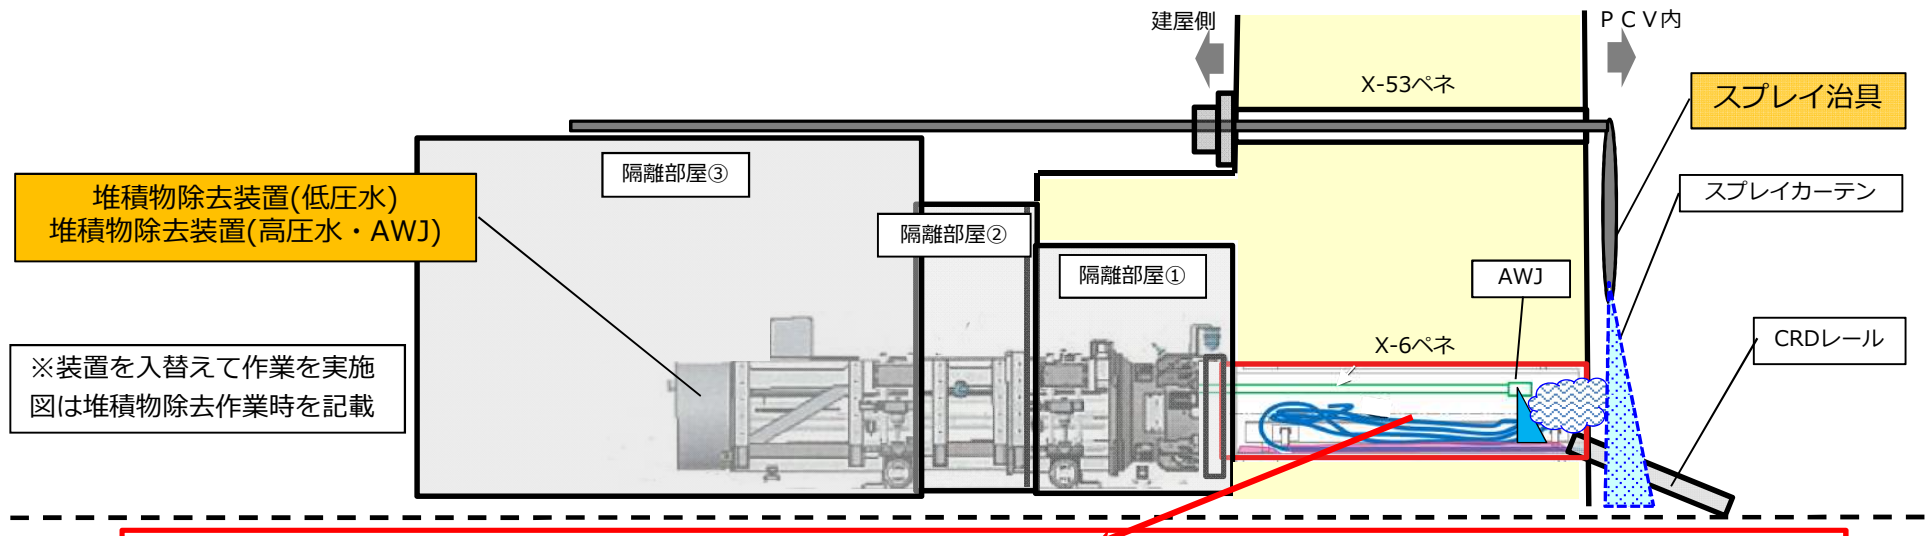 建屋側
ＰＣＶ内
X-53ペネ
スプレイ治具
隔離部屋③
堆積物除去装置(低圧水)
堆積物除去装置(高圧水・AWJ)
スプレイカーテン
隔離部屋②
隔離部屋①
AWJ
CRDレール
X-6ペネ
※装置を入替えて作業を実施
図は堆積物除去作業時を記載